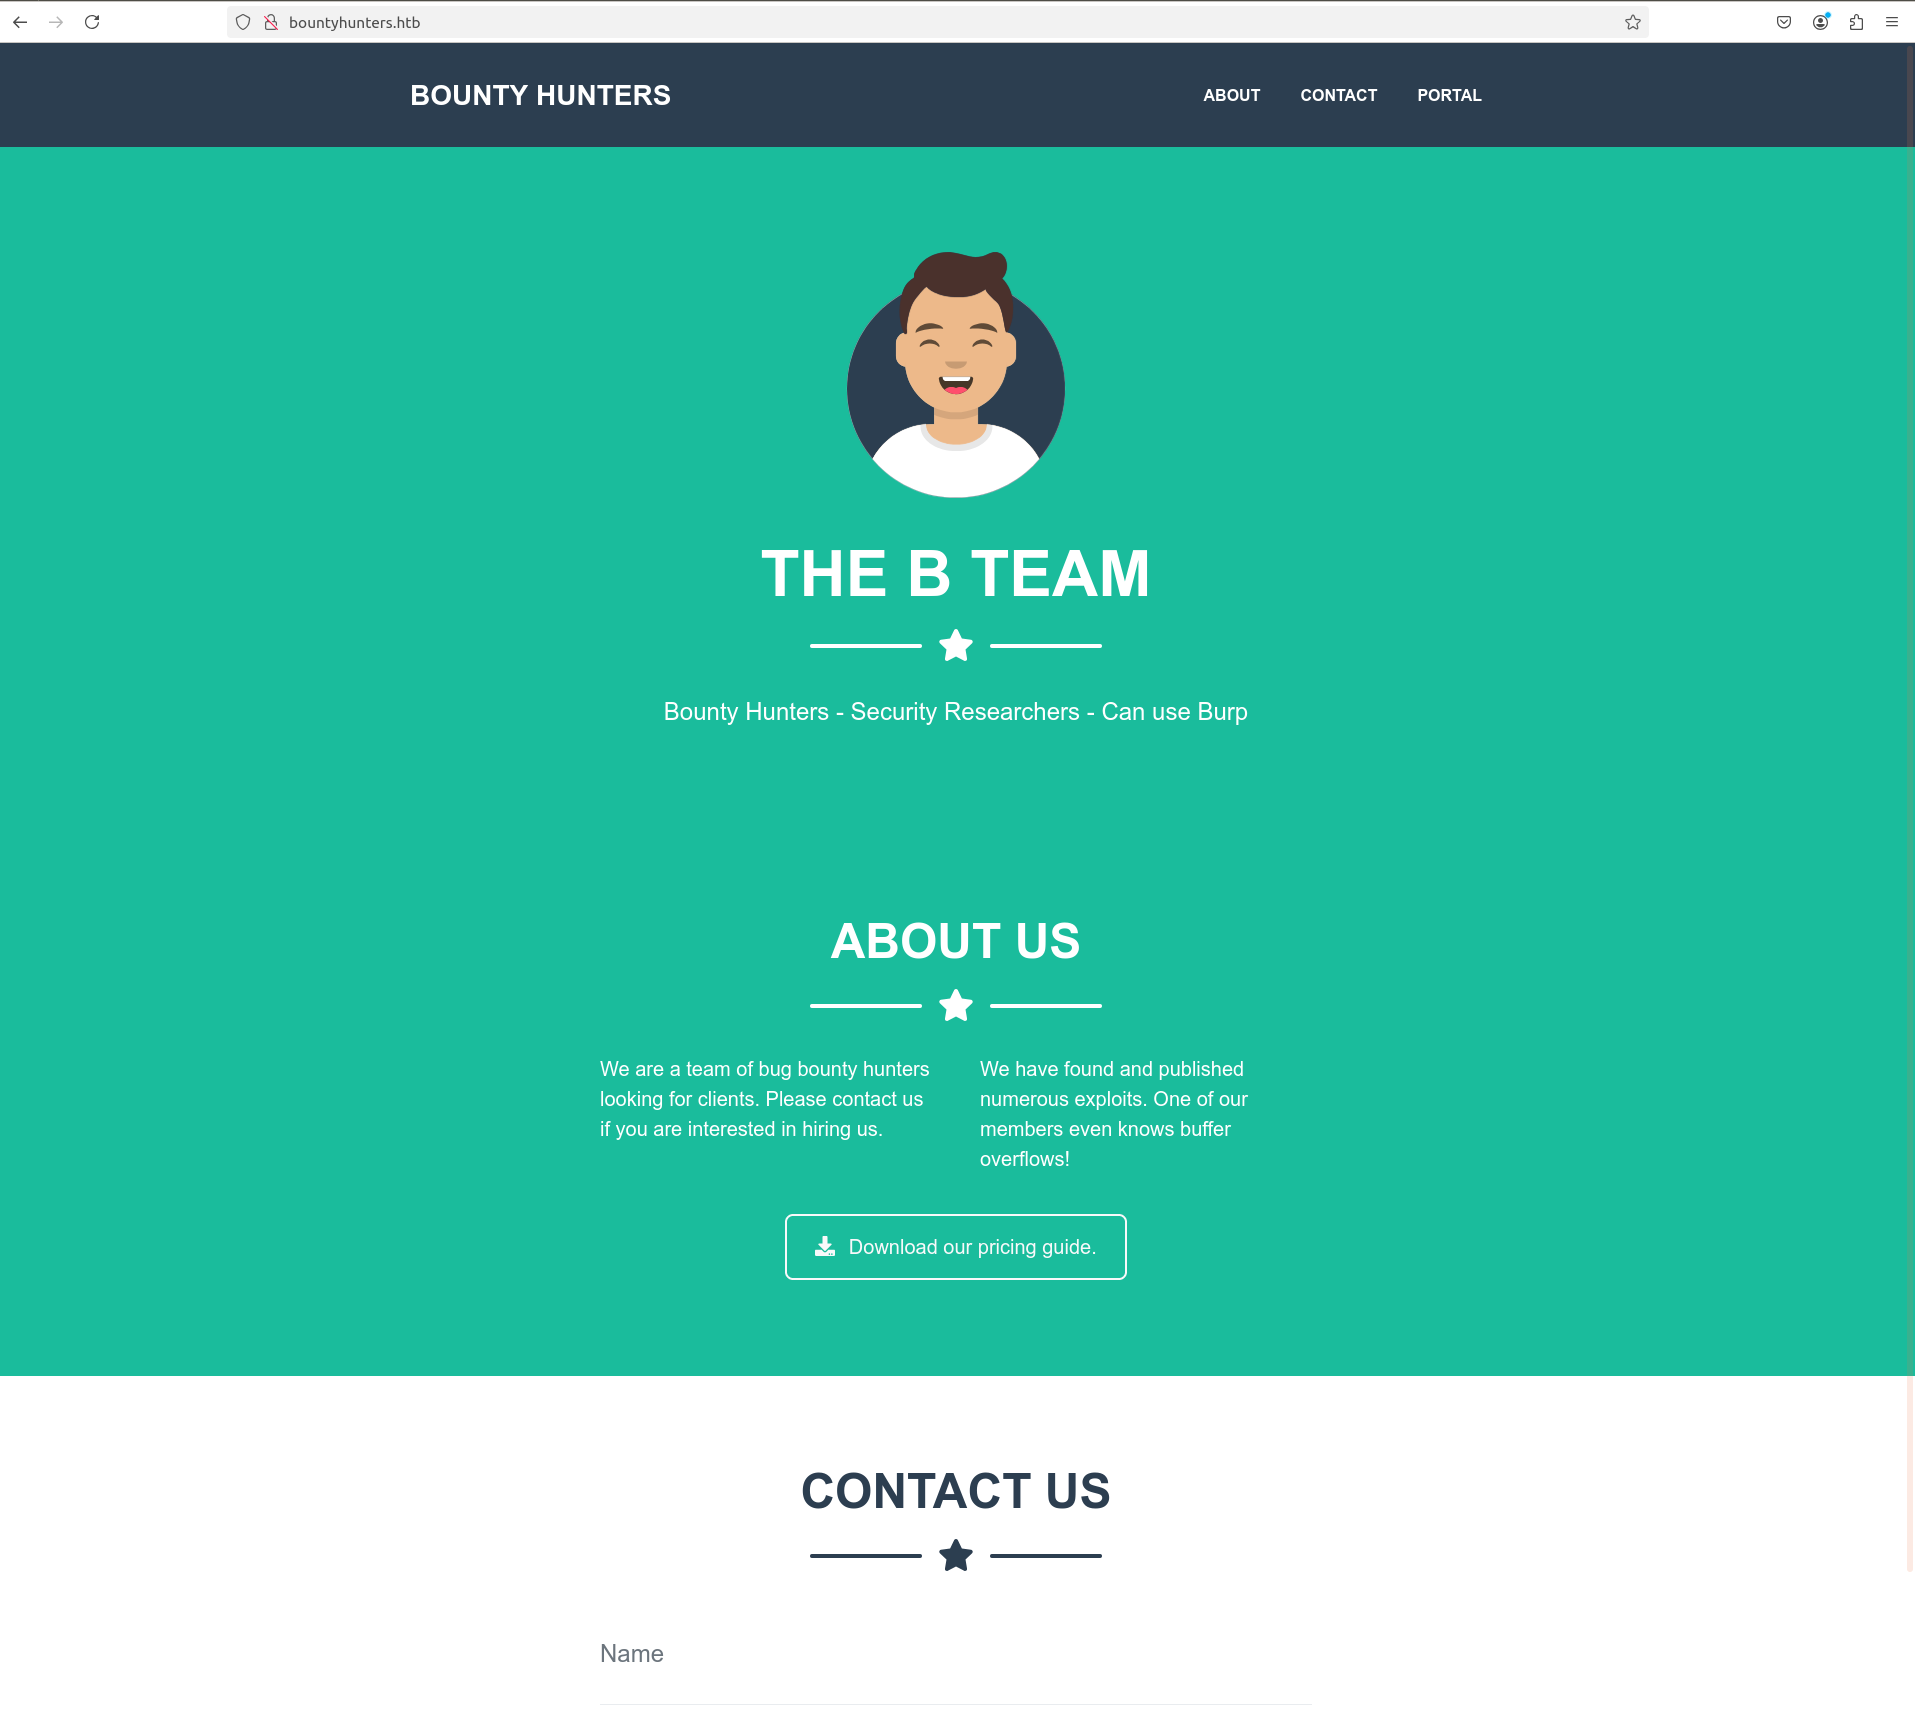 bountyhunters.htb
BOUNTY HUNTERS
ABOUT CONTACT PORTAL
THE B TEAM
Bounty Hunters - Security Researchers - Can use Burp
ABOUT US
We are a team of bug bounty hunters
looking for clients. Please contact us
if you are interested in hiring us.
We have found and published
numerous exploits. One of our
members even knows buffer
overflows!
Download our pricing guide.
CONTACT US
Name